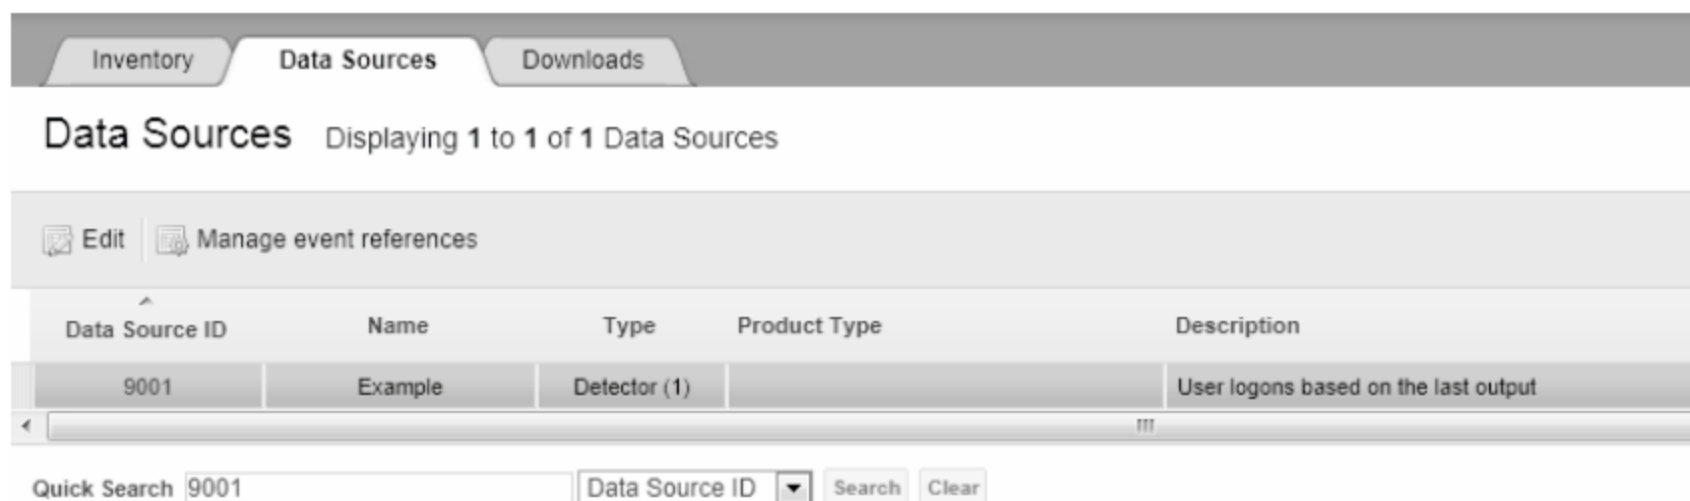 Inventory Data Sources Downloads
Data Sources Displaying 1 to 1 of 1 Data Sources
Edit Manage event references
Data Source ID Name Type Product Type Description
9001 Example Detector (1) User logons based on the last output
Quick Search 9001 Data Source ID Search Clear